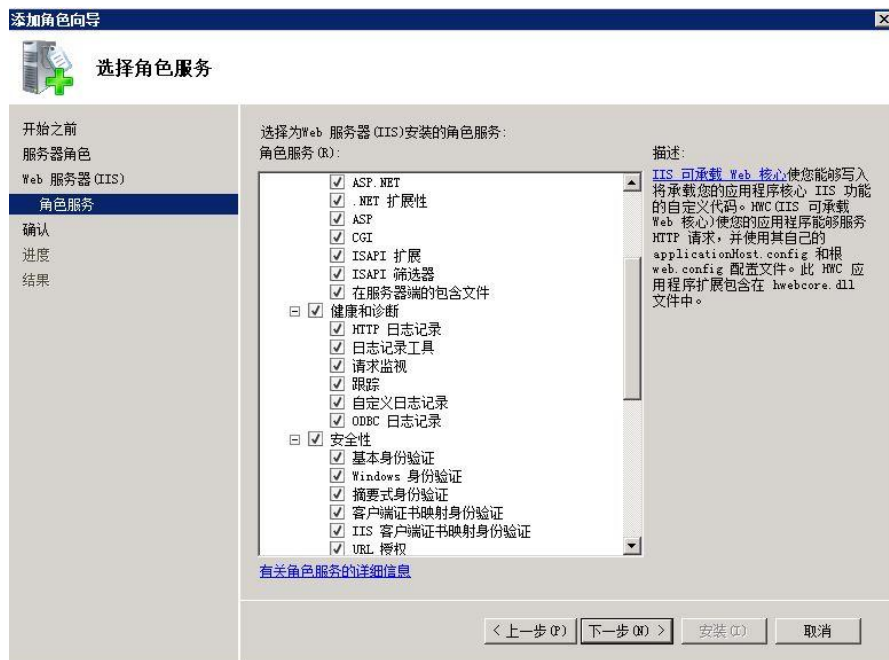 添加角色向导
选择角色服务
开始之前
服务器角色
Web 服务器(IIS)
角色服务
确认
进度
结果
选择为Web 服务器(IIS)安装的角色服务:
角色服务(R):
ASP.NET
.NET 扩展性
ASP
CGI
ISAPI 扩展
ISAPI 筛选器
在服务器端的包含文件
健康和诊断
HTTP 日志记录
日志记录工具
请求监视
跟踪
自定义日志记录
ODBC 日志记录
安全性
基本身份验证
Windows 身份验证
摘要式身份验证
客户端证书映射身份验证
IIS 客户端证书映射身份验证
URL 授权
有关角色服务的详细信息
描述:
IIS 可承载 Web 核心使您能够写入
将承载您的应用程序核心 IIS 功能
的自定义代码。HWC(IIS 可承载
Web 核心)使您的应用程序能够服务
HTTP 请求，并使用其自己的
applicationHost.config 和根
web.config 配置文件。此 HWC 应
用程序扩展包含在 hwebcore.dll
文件中。
< 上一步(P)
下一步(N) >
安装(I)
取消